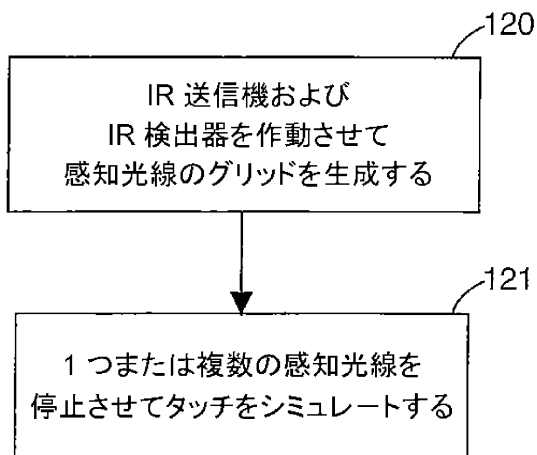 120
IR 送信機および
IR 検出器を作動させて
感知光線のグリッドを生成する
121
1 つまたは複数の感知光線を
停止させてタッチをシミュレートする